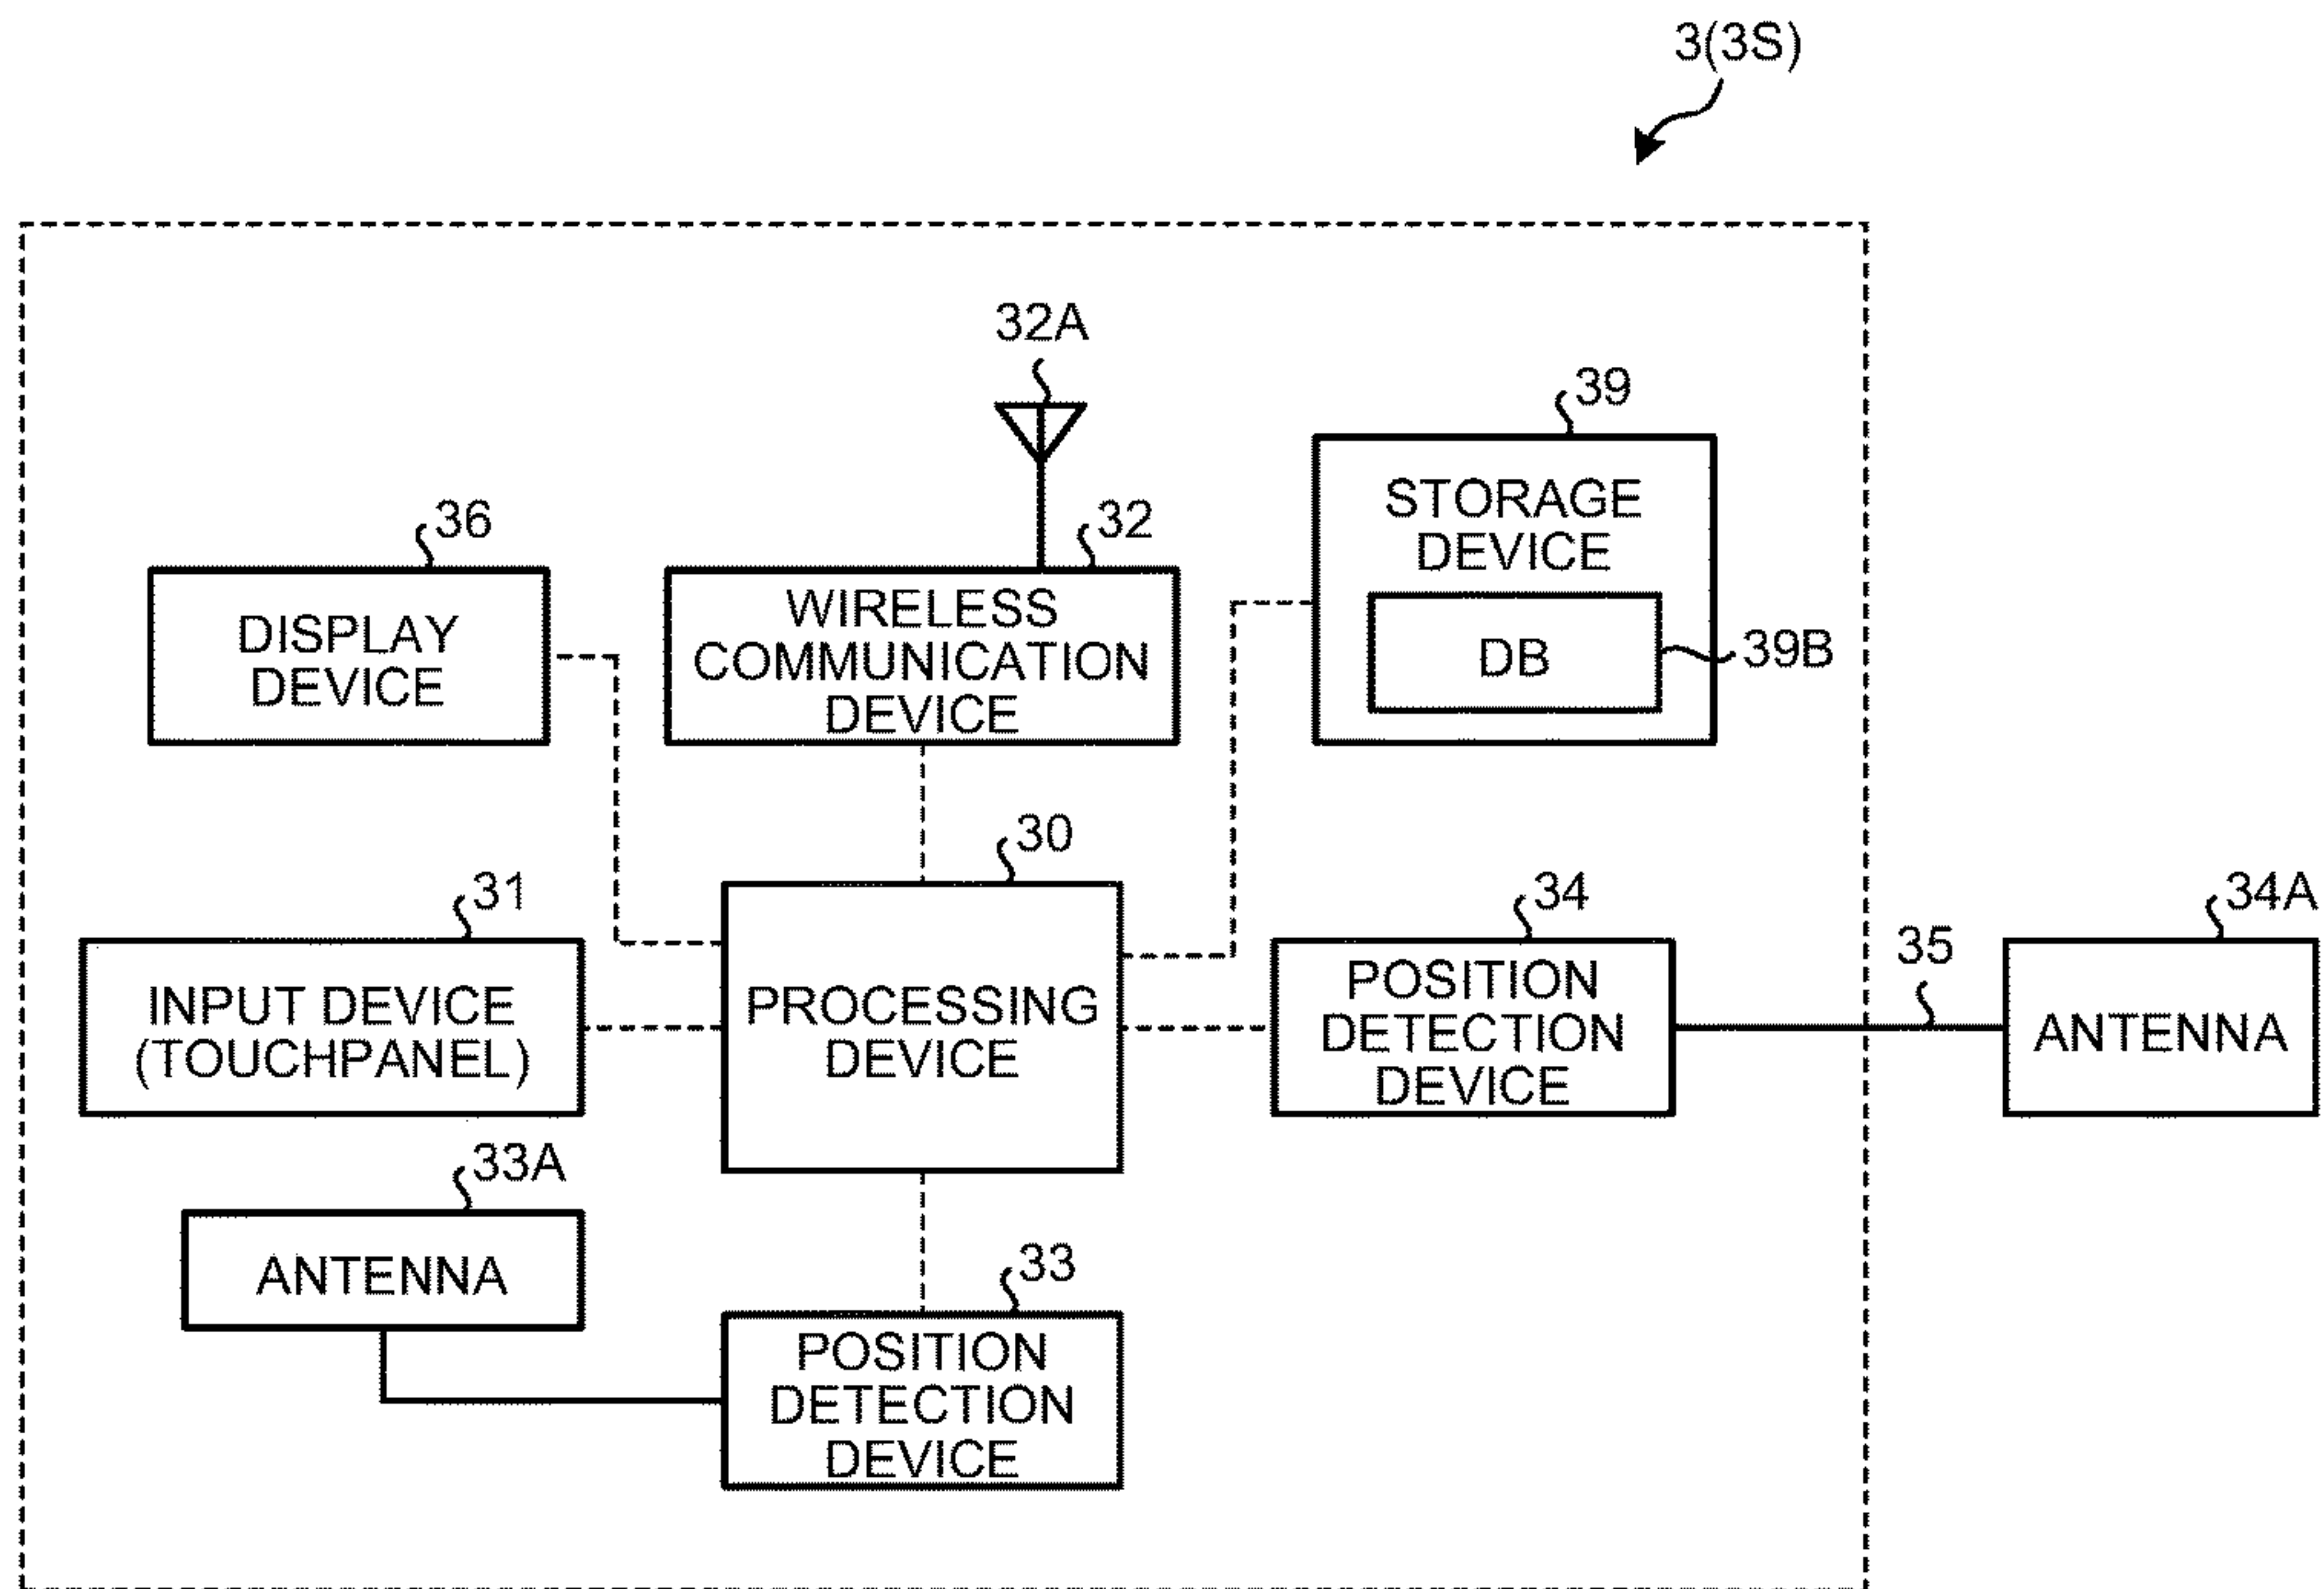 3(3S)
32A
39
STORAGE
DEVICE
36
32
DISPLAY
DEVICE
WIRELESS
COMMUNICATION
DEVICE
DB
39B
30
31
34
34A
35
INPUT DEVICE
(TOUCHPANEL)
PROCESSING
DEVICE
POSITION
DETECTION
DEVICE
ANTENNA
33A
ANTENNA
33
POSITION
DETECTION
DEVICE